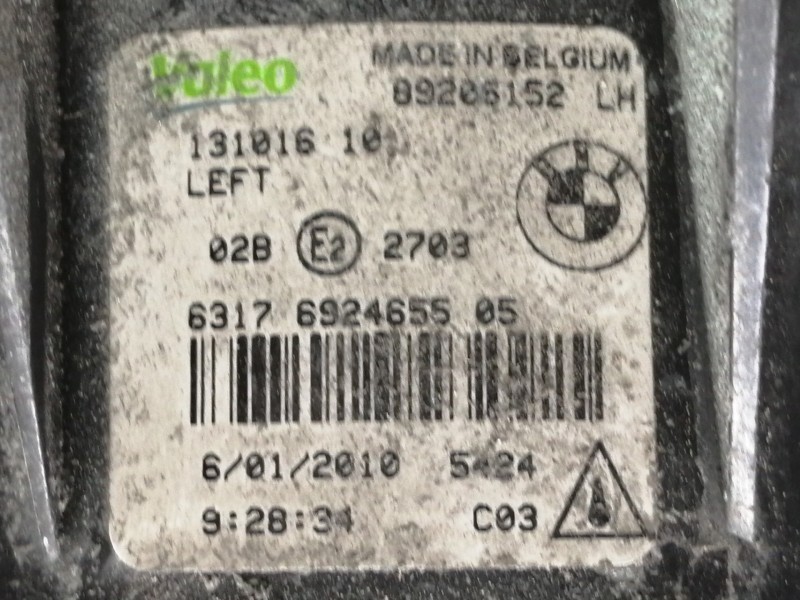 Valeo
MADE IN BELGIUM
89206152 LH
131016 10
LEFT
BMW
02B E2 2703
6317 6924655 05
6/01/2010 5424
9:28:34
C03